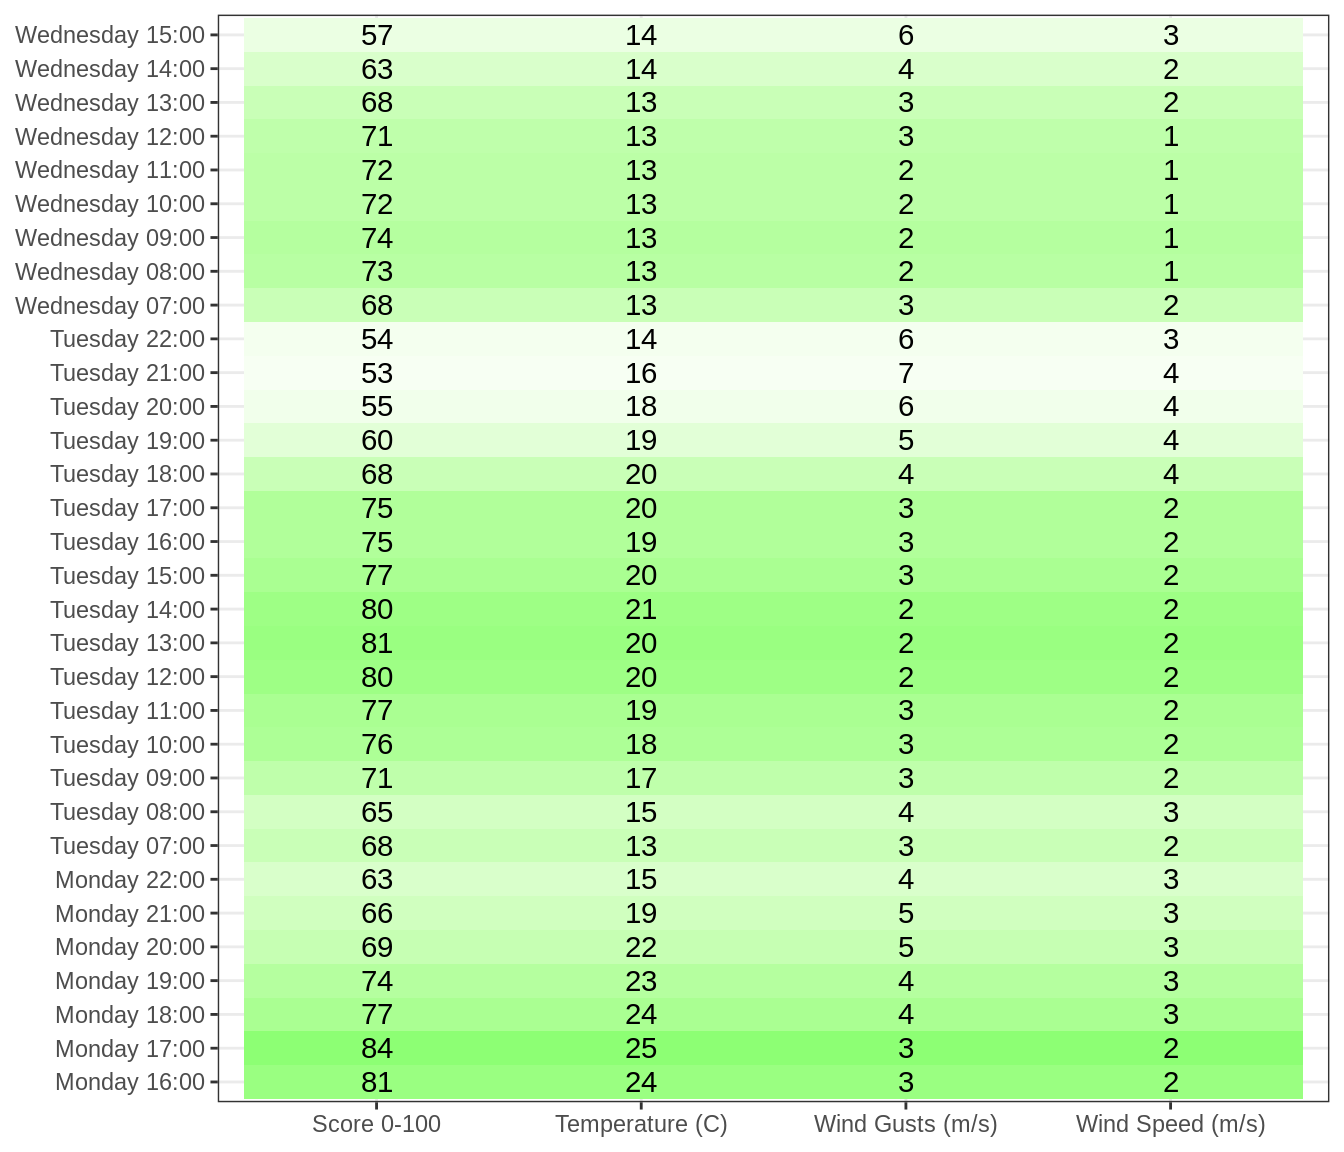 Wednesday 15:00 57 14 6 3
Wednesday 14:00 63 14 4 2
Wednesday 13:00 68 13 3 2
Wednesday 12:00 71 13 3 1
Wednesday 11:00 72 13 2 1
Wednesday 10:00 72 13 2 1
Wednesday 09:00 74 13 2 1
Wednesday 08:00 73 13 2 1
Wednesday 07:00 68 13 3 2
Tuesday 22:00 54 14 6 3
Tuesday 21:00 53 16 7 4
Tuesday 20:00 55 18 6 4
Tuesday 19:00 60 19 5 4
Tuesday 18:00 68 20 4 4
Tuesday 17:00 75 20 3 2
Tuesday 16:00 75 19 3 2
Tuesday 15:00 77 20 3 2
Tuesday 14:00 80 21 2 2
Tuesday 13:00 81 20 2 2
Tuesday 12:00 80 20 2 2
Tuesday 11:00 77 19 3 2
Tuesday 10:00 76 18 3 2
Tuesday 09:00 71 17 3 2
Tuesday 08:00 65 15 4 3
Tuesday 07:00 68 13 3 2
Monday 22:00 63 15 4 3
Monday 21:00 66 19 5 3
Monday 20:00 69 22 5 3
Monday 19:00 74 23 4 3
Monday 18:00 77 24 4 3
Monday 17:00 84 25 3 2
Monday 16:00 81 24 3 2
Score 0-100 Temperature (C) Wind Gusts (m/s) Wind Speed (m/s)